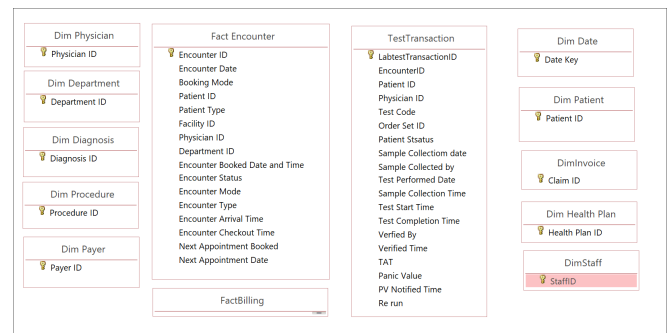 Dim Physician
Physician ID
Dim Department
Department ID
Dim Diagnosis
Diagnosis ID
Dim Procedure
Procedure ID
Dim Payer
Payer ID
Fact Encounter
Encounter ID
Encounter Date
Booking Mode
Patient ID
Patient Type
Facility ID
Physician ID
Department ID
Encounter Booked Date and Time
Encounter Status
Encounter Mode
Encounter Type
Encounter Arrival Time
Encounter Checkout Time
Next Appointment Booked
Next Appointment Date
FactBilling
TestTransaction
LabtestTransactionID
EncounterID
Patient ID
Physician ID
Test Code
Order Set ID
Patient Stsatus
Sample Collectiom date
Sample Collected by
Test Performed Date
Sample Collection Time
Test Start Time
Test Completion Time
Verfied By
Verified Time
TAT
Panic Value
PV Notified Time
Re run
Dim Date
Date Key
Dim Patient
Patient ID
DimInvoice
Claim ID
Dim Health Plan
Health Plan ID
DimStaff
StaffID